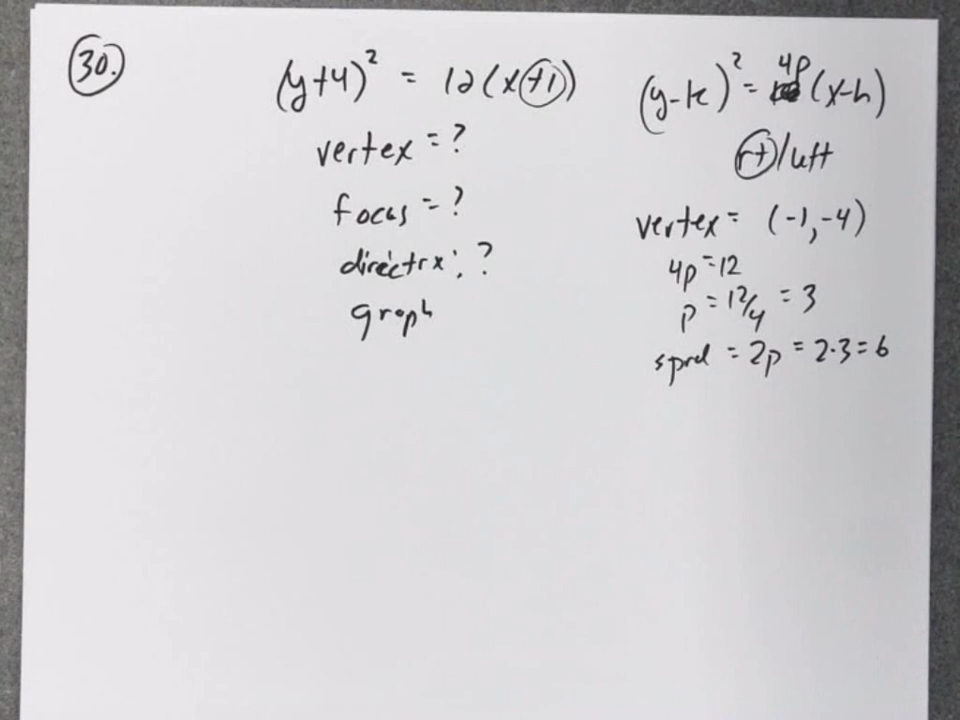 30.
(y+4)² = 12(x+1)
vertex = ?
focus = ?
directrx: ?
graph
(y-k)² = 4p(x-h)
rt/left
vertex = (-1,-4)
4p = 12
p = 12/4 = 3
sprd = 2p = 2·3 = 6